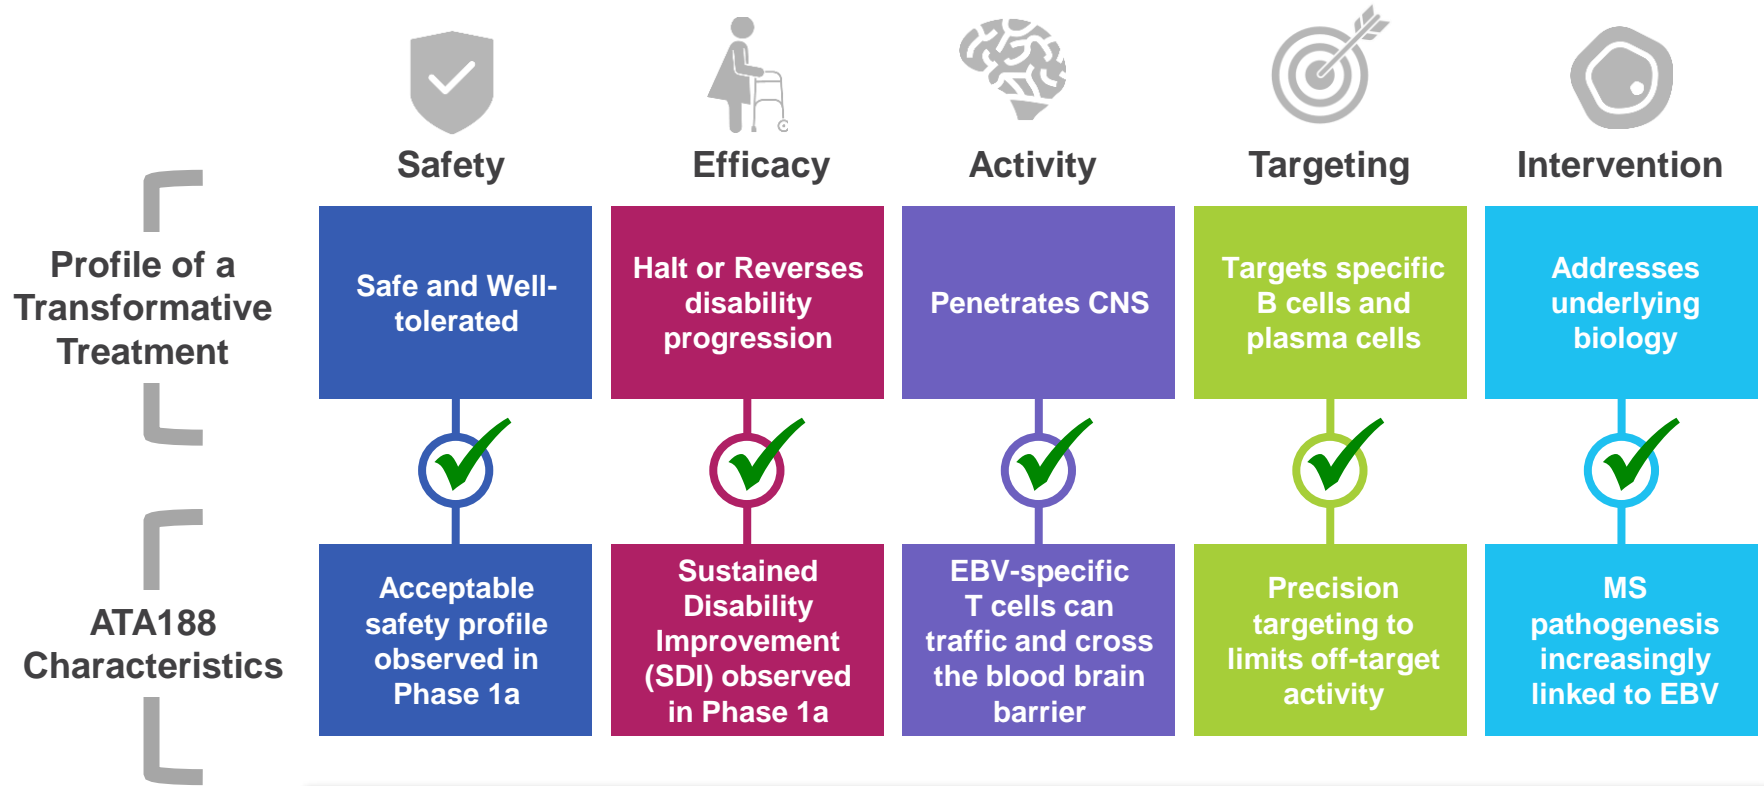 Safety
Efficacy
Activity
Targeting
Intervention
Profile of a
Transformative
Treatment
Safe and Well-
tolerated
Halt or Reverses
disability
progression
Penetrates CNS
Targets specific
B cells and
plasma cells
Addresses
underlying
biology
ATA188
Characteristics
Acceptable
safety profile
observed in
Phase 1a
Sustained
Disability
Improvement
(SDI) observed
in Phase 1a
EBV-specific
T cells can
traffic and cross
the blood brain
barrier
Precision
targeting to
limits off-target
activity
MS
pathogenesis
increasingly
linked to EBV